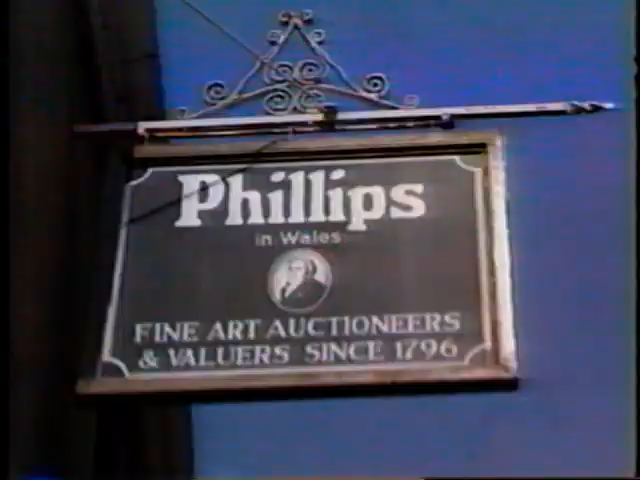 Phillips
in Wales
FINE ART AUCTIONEERS
& VALUERS SINCE 1796